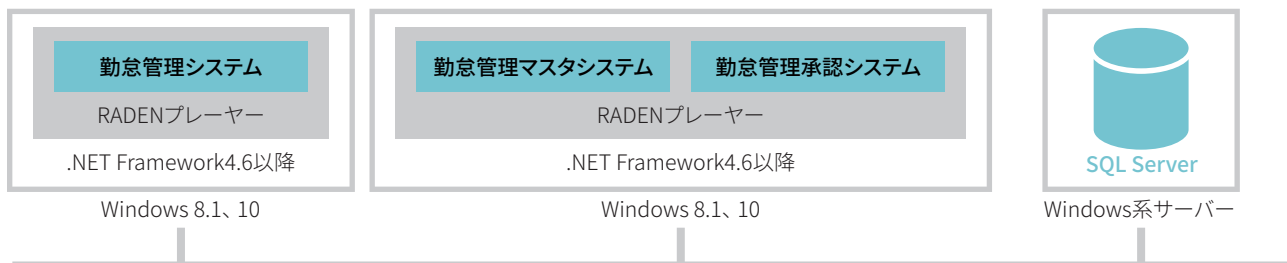 勤怠管理システム
RADENプレーヤー
.NET Framework4.6以降
Windows 8.1、10
勤怠管理マスタシステム
勤怠管理承認システム
RADENプレーヤー
.NET Framework4.6以降
Windows 8.1、10
SQL Server
Windows系サーバー